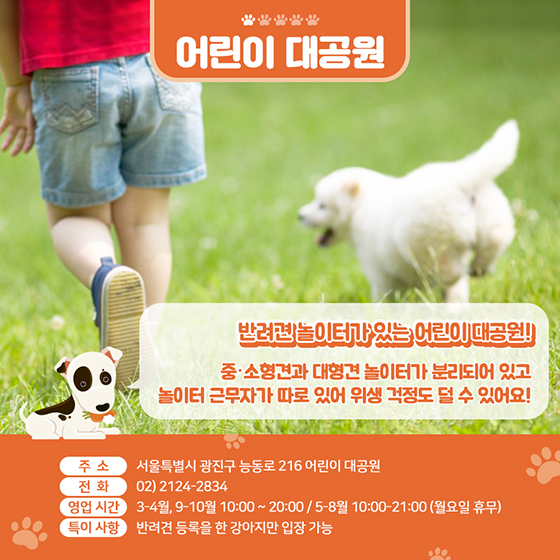 어린이 대공원
반려견 놀이터가 있는 어린이 대공원!
중·소형견과 대형견 놀이터가 분리되어 있고
놀이터 근무자가 따로 있어 위생 걱정도 덜 수 있어요!
주 소 서울특별시 광진구 능동로 216 어린이 대공원
전 화 02) 2124-2834
영업 시간 3-4월, 9-10월 10:00 ~ 20:00 / 5-8월 10:00-21:00 (월요일 휴무)
특이 사항 반려견 등록을 한 강아지만 입장 가능